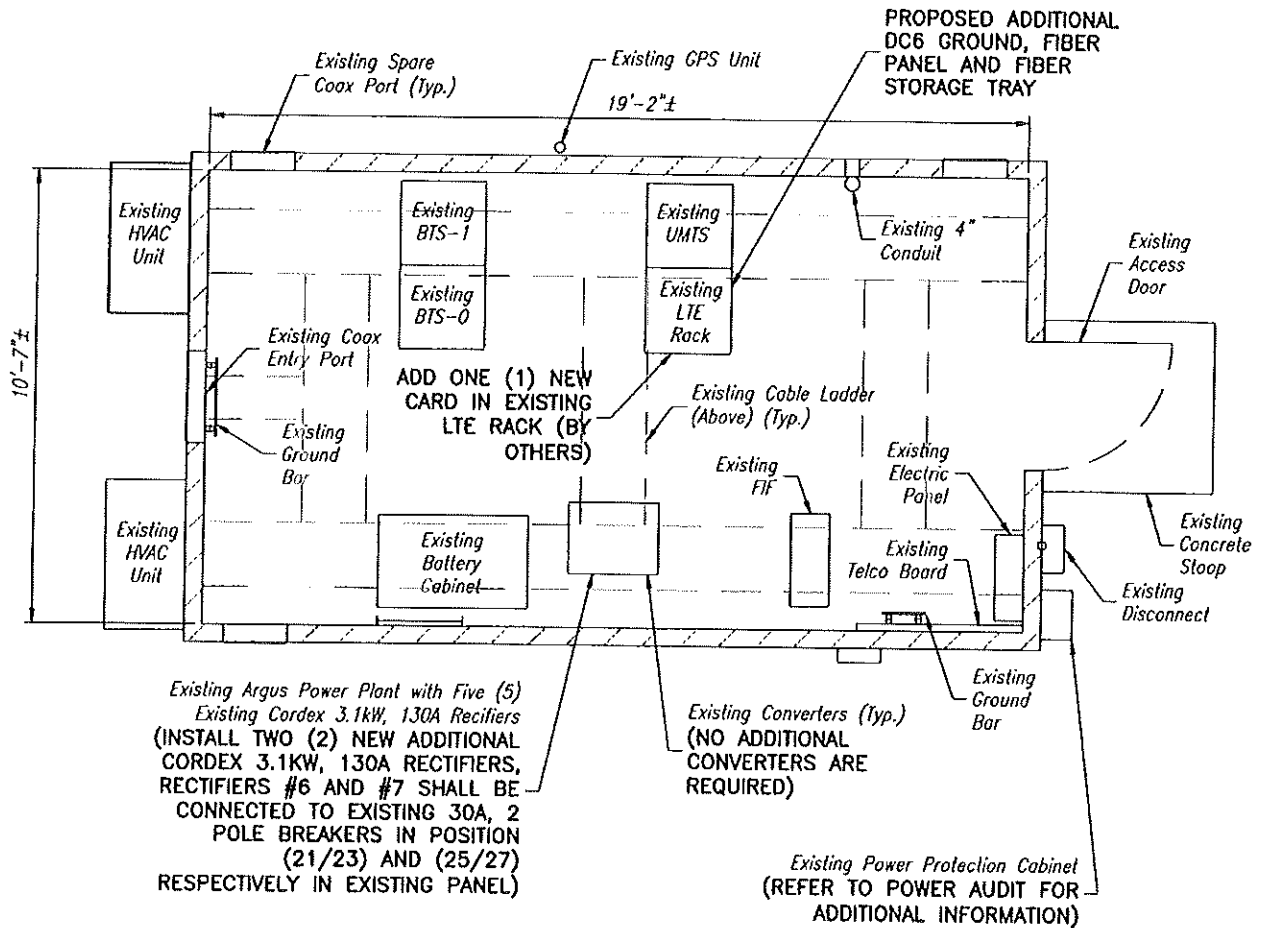 PROPOSED ADDITIONAL
DC6 GROUND, FIBER
PANEL AND FIBER
STORAGE TRAY
Existing Spare
Coax Port (Typ.)
Existing GPS Unit
19'-2"±
10'-7"±
Existing
HVAC
Unit
Existing
BTS-1
Existing
BTS-0
Existing
UMTS
Existing
LTE
Rack
Existing 4"
Conduit
Existing
Access
Door
Existing Coax
Entry Port
Existing
Ground
Bar
ADD ONE (1) NEW
CARD IN EXISTING
LTE RACK (BY
OTHERS)
Existing Cable Ladder
(Above) (Typ.)
Existing
FIF
Existing
Electric
Panel
Existing
HVAC
Unit
Existing
Battery
Cabinet
Existing
Telco Board
Existing
Concrete
Stoop
Existing
Disconnect
Existing
Ground
Bar
Existing Argus Power Plant with Five (5)
Existing Cordex 3.1kW, 130A Rectifiers
(INSTALL TWO (2) NEW ADDITIONAL
CORDEX 3.1KW, 130A RECTIFIERS,
RECTIFIERS #6 AND #7 SHALL BE
CONNECTED TO EXISTING 30A, 2
POLE BREAKERS IN POSITION
(21/23) AND (25/27)
RESPECTIVELY IN EXISTING PANEL)
Existing Converters (Typ.)
(NO ADDITIONAL
CONVERTERS ARE
REQUIRED)
Existing Power Protection Cabinet
(REFER TO POWER AUDIT FOR
ADDITIONAL INFORMATION)